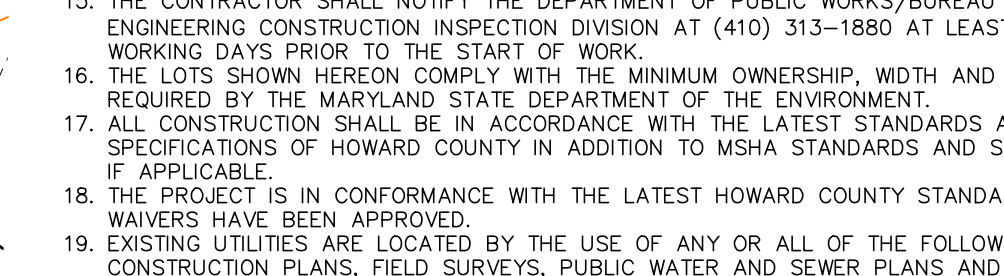 15. THE CONTRACTOR SHALL NOTIFY THE DEPARTMENT OF PUBLIC WORKS/BUREAU
ENGINEERING CONSTRUCTION INSPECTION DIVISION AT (410) 313-1880 AT LEAS
WORKING DAYS PRIOR TO THE START OF WORK.
16. THE LOTS SHOWN HEREON COMPLY WITH THE MINIMUM OWNERSHIP, WIDTH AND
REQUIRED BY THE MARYLAND STATE DEPARTMENT OF THE ENVIRONMENT.
17. ALL CONSTRUCTION SHALL BE IN ACCORDANCE WITH THE LATEST STANDARDS A
SPECIFICATIONS OF HOWARD COUNTY IN ADDITION TO MSHA STANDARDS AND S
IF APPLICABLE.
18. THE PROJECT IS IN CONFORMANCE WITH THE LATEST HOWARD COUNTY STANDA
WAIVERS HAVE BEEN APPROVED.
19. EXISTING UTILITIES ARE LOCATED BY THE USE OF ANY OR ALL OF THE FOLLOW
CONSTRUCTION PLANS, FIELD SURVEYS, PUBLIC WATER AND SEWER PLANS AND